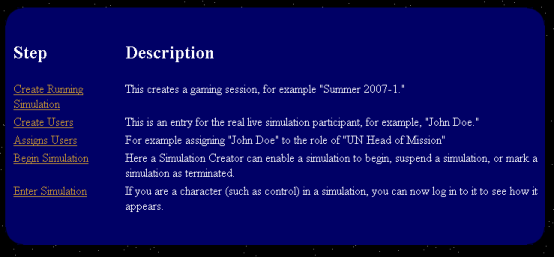 Step Description
Create Running This creates a gaming session, for example "Summer 2007-1."
Simulation
Create Users This is an entry for the real live simulation participant, for example, "John Doe."
Assigns Users For example assigning "John Doe" to the role of "UN Head of Mission"
Begin Simulation Here a Simulation Creator can enable a simulation to begin, suspend a simulation, or mark a
simulation as terminated.
Enter Simulation If you are a character (such as control) in a simulation, you can now log in to it to see how it
appears.